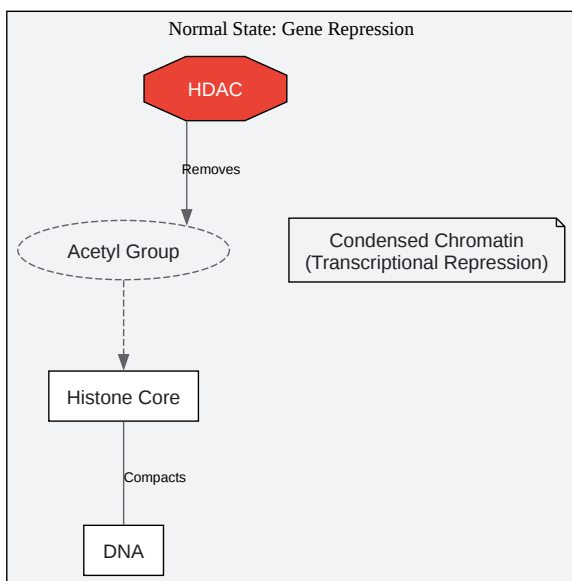 Normal State: Gene Repression
HDAC
Removes
Acetyl Group
Condensed Chromatin
(Transcriptional Repression)
Histone Core
Compacts
DNA